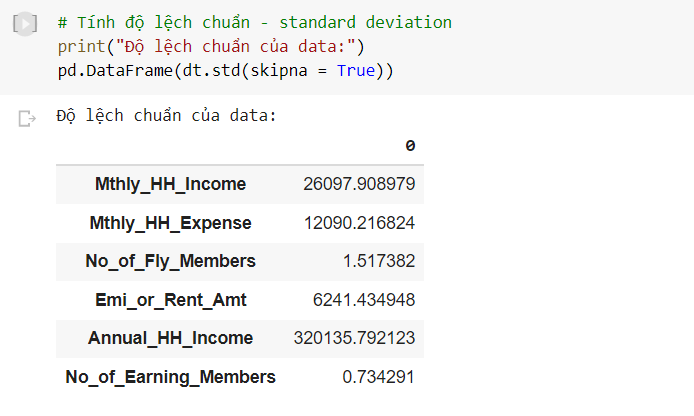 [ ] # Tính độ lệch chuẩn - standard deviation
print("Độ lệch chuẩn của data:")
pd.DataFrame(dt.std(skipna = True))
Độ lệch chuẩn của data:
0
Mthly_HH_Income 26097.908979
Mthly_HH_Expense 12090.216824
No_of_Fly_Members 1.517382
Emi_or_Rent_Amt 6241.434948
Annual_HH_Income 320135.792123
No_of_Earning_Members 0.734291